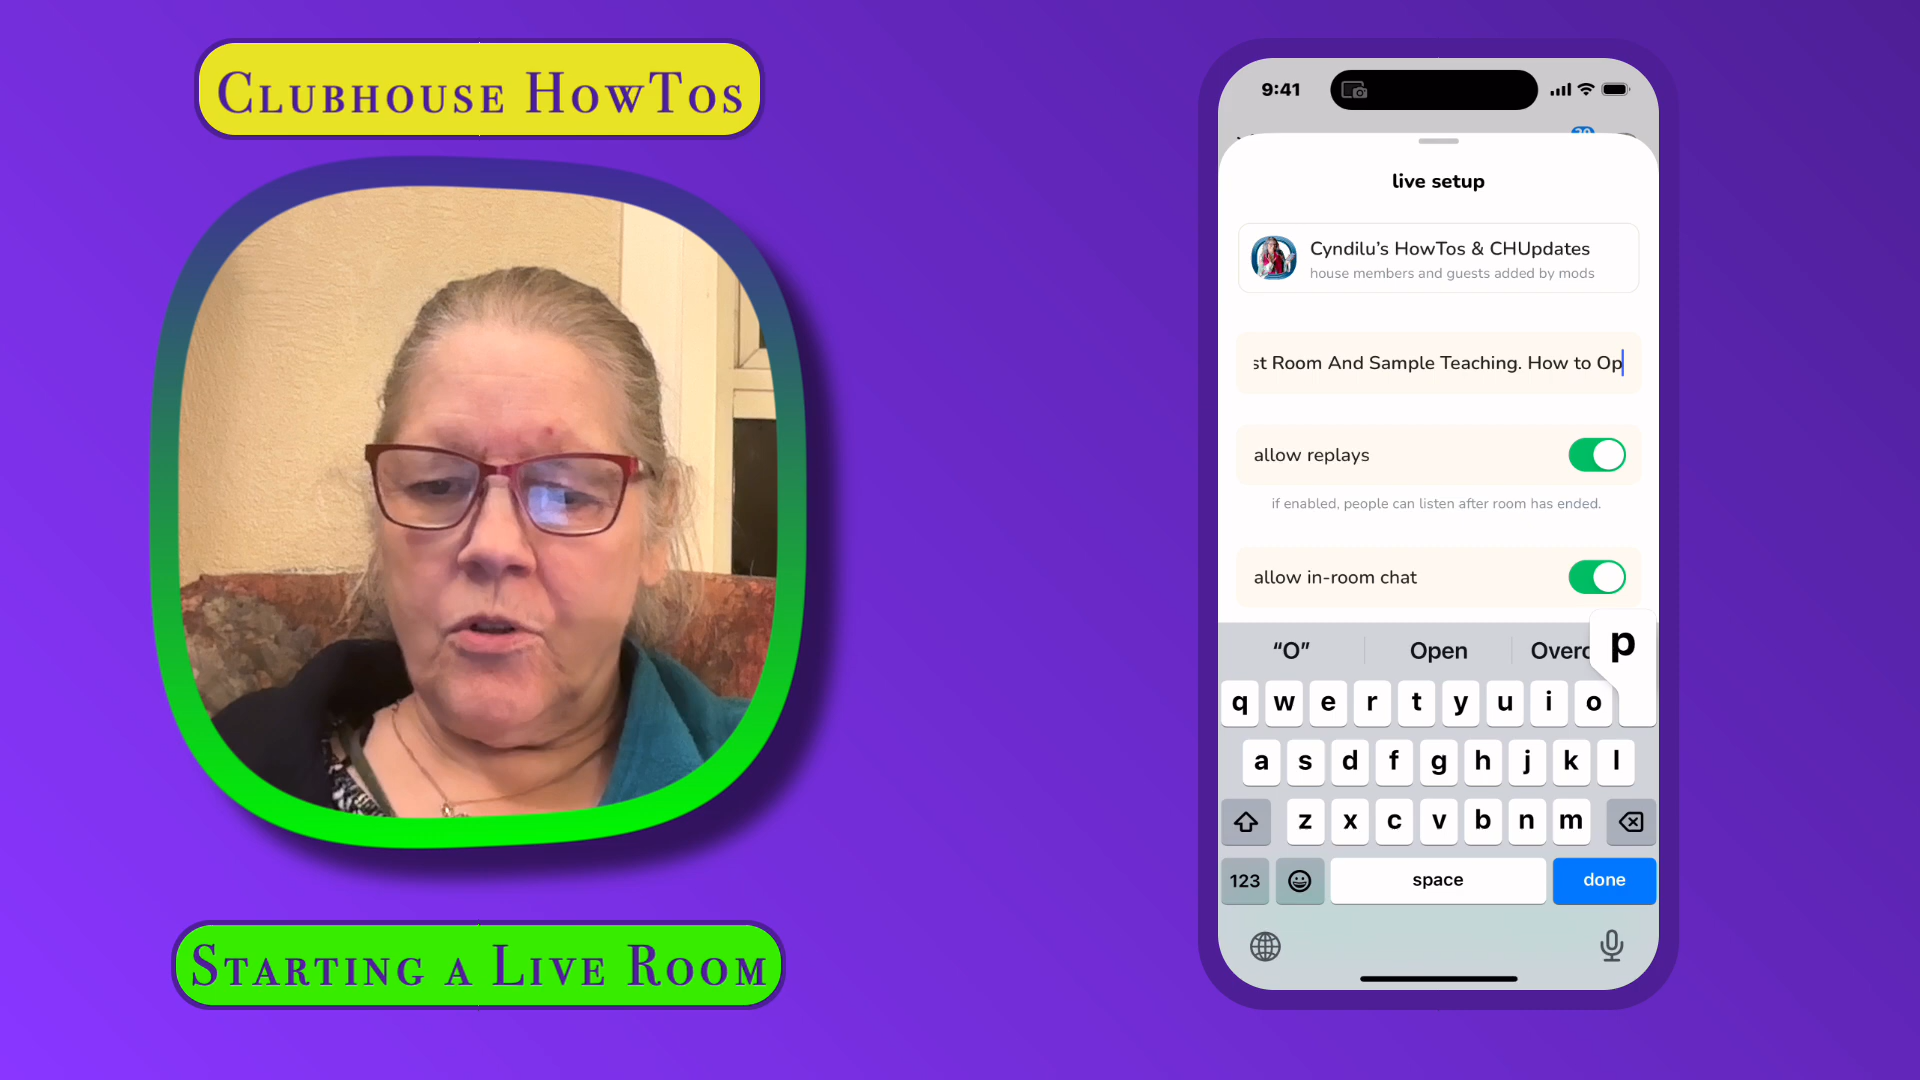 Clubhouse HowTos
Starting a Live Room
9:41
live setup
Cyndilu's HowTos & CHUpdates
house members and guests added by mods
st Room And Sample Teaching. How to Op
allow replays
if enabled, people can listen after room has ended.
allow in-room chat
“O” Open
p
q w e r t y u i o
a s d f g h j k l
z x c v b n m
123 space done